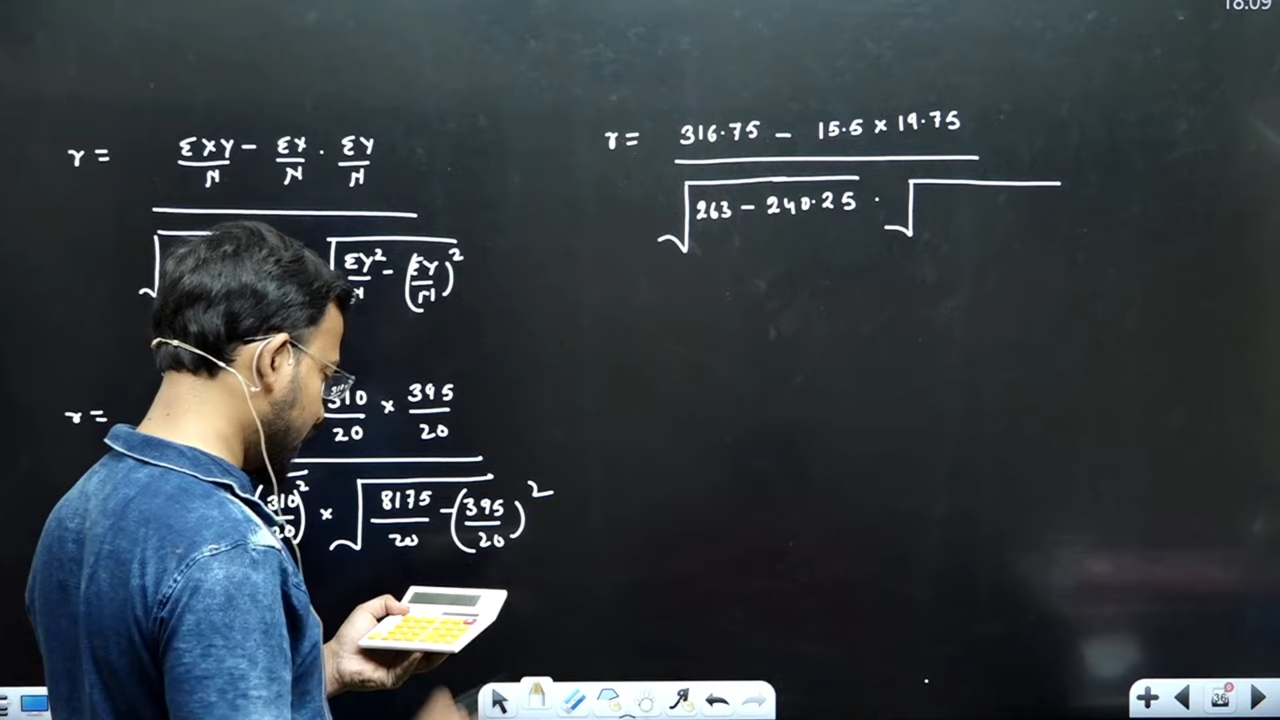 18:09
r = ΣXY/N - ΣX/N · ΣY/N
√ √ΣY²/N - (ΣY/N)²
r = 310/20 × 395/20
(310/20)² × √ 8175/20 - (395/20)²
r = 316.75 - 15.5 × 19.75
√ 263 - 240.25 · √
36